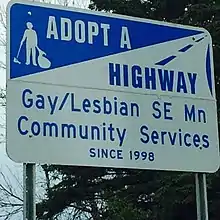 ADOPT A
HIGHWAY
Gay/Lesbian SE Mn
Community Services
SINCE 1998